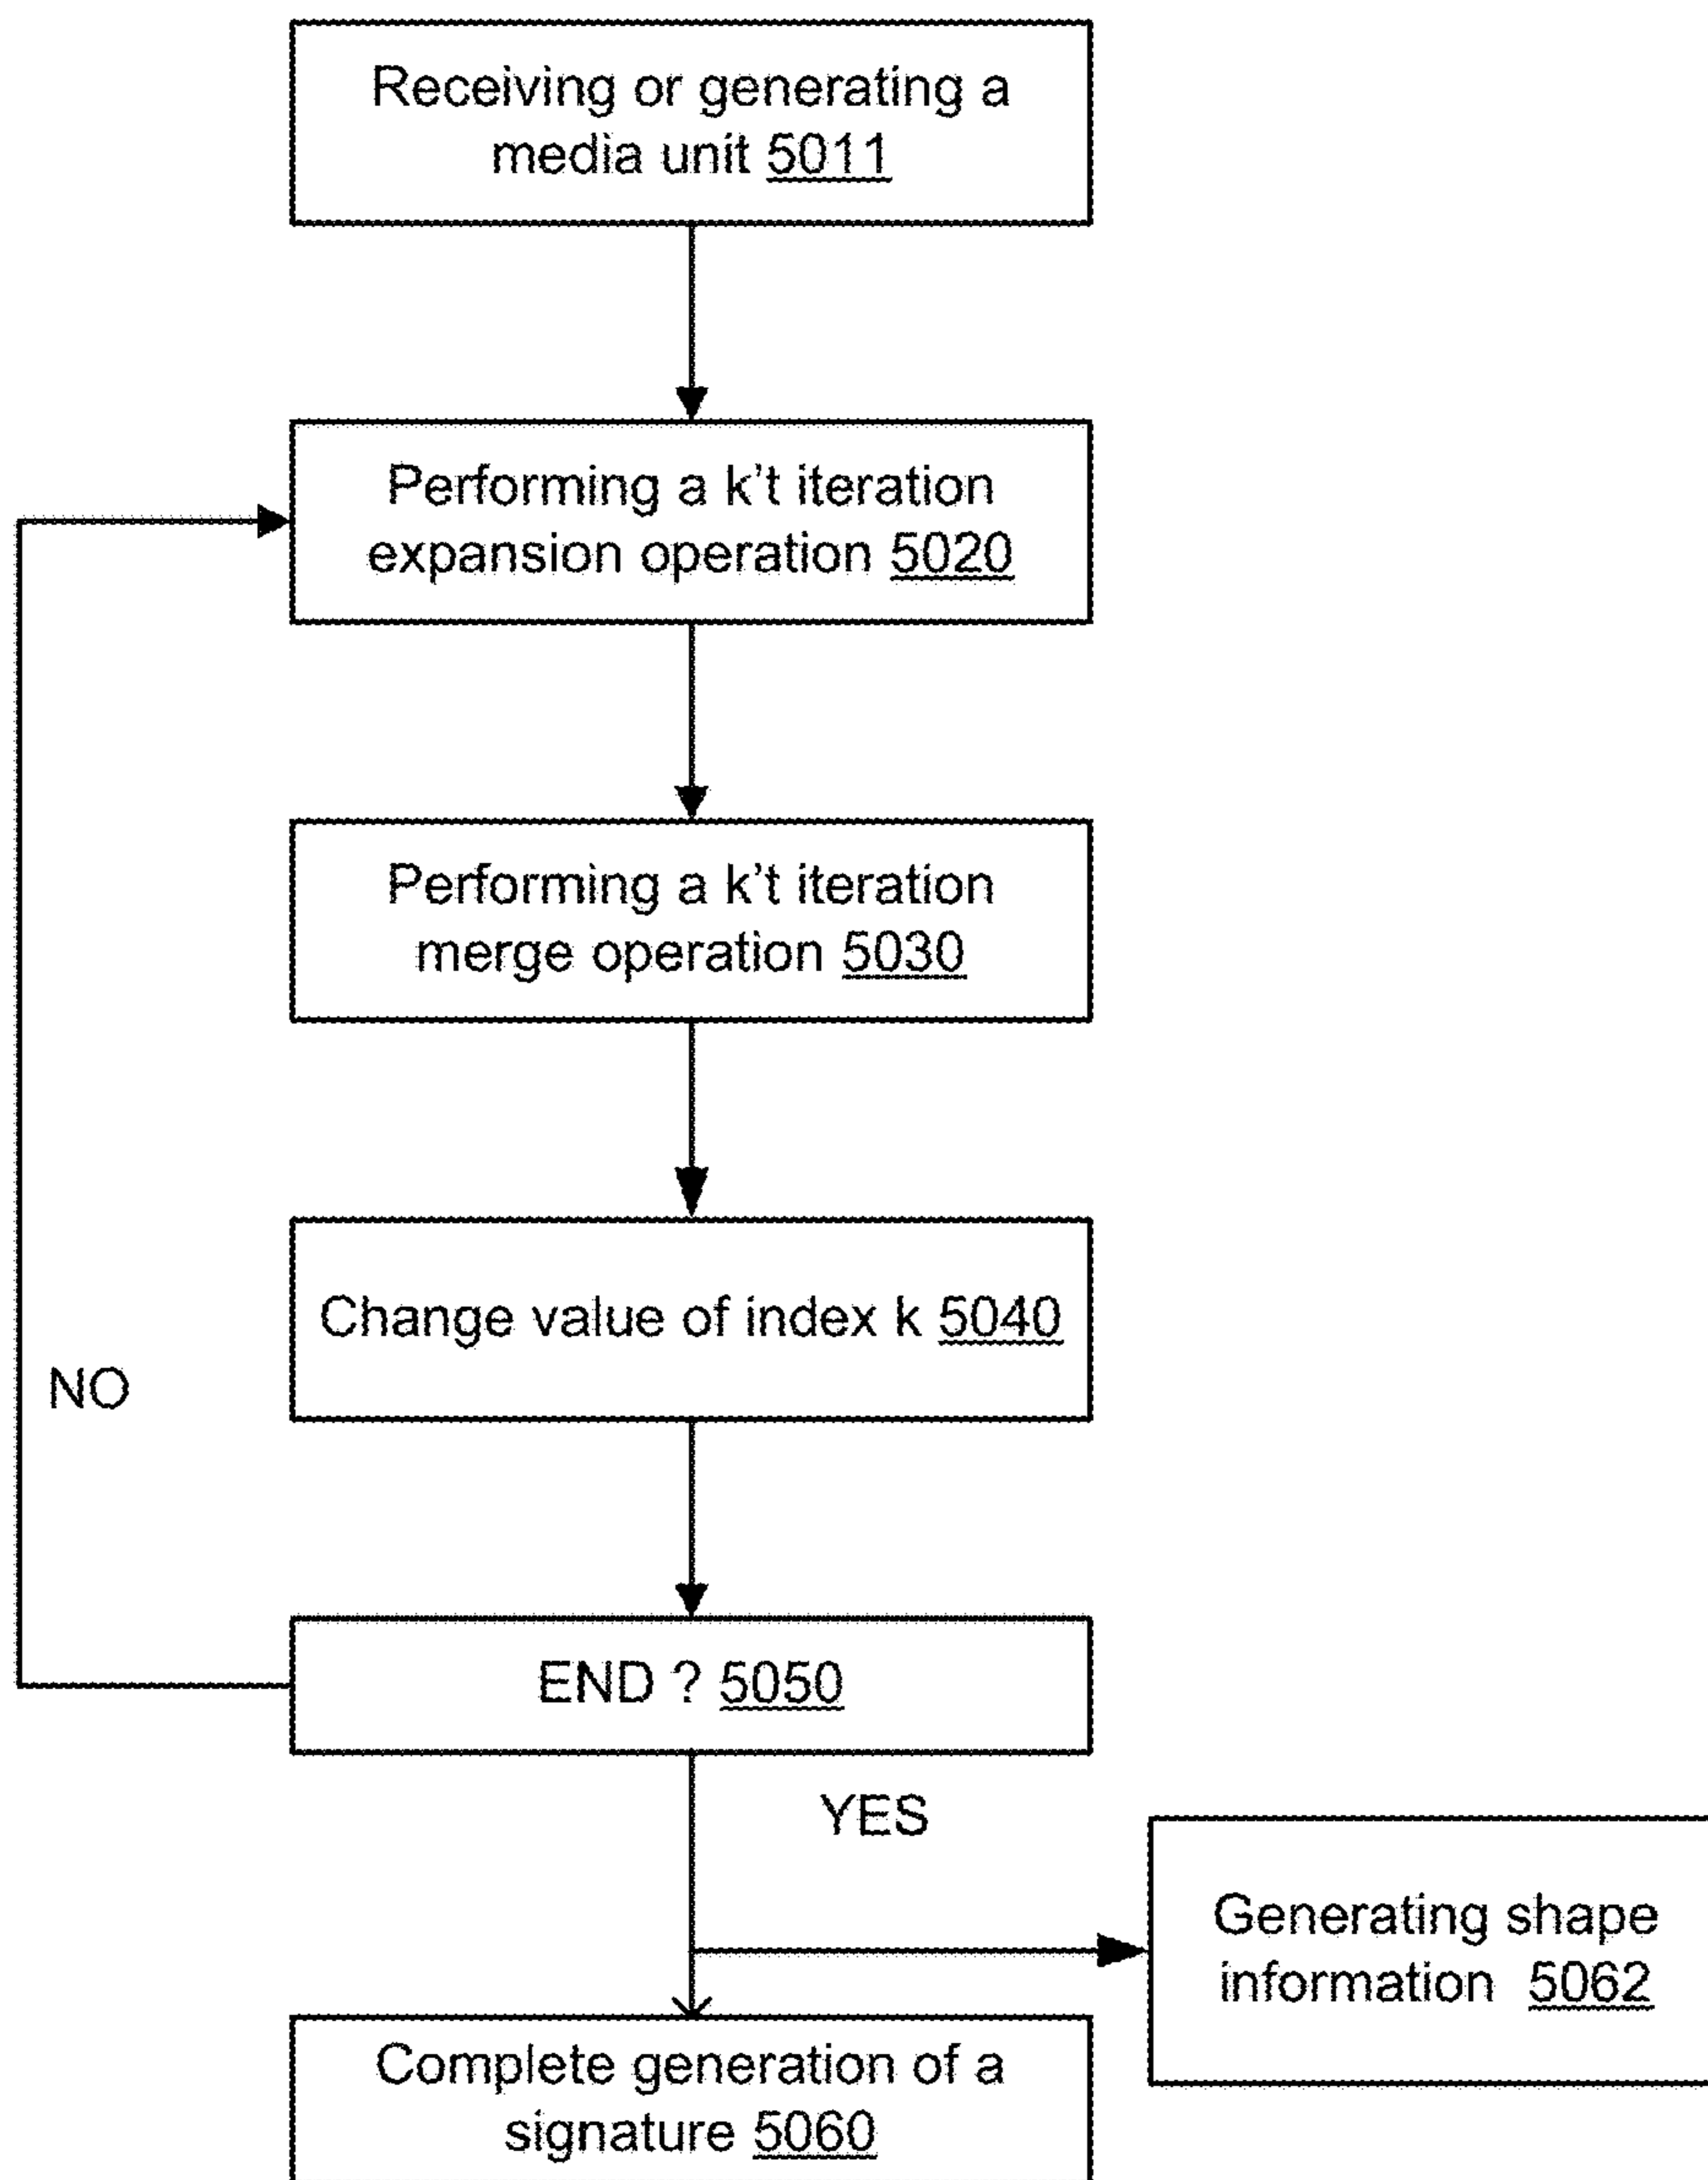 Receiving or generating a
media unit 5011
Performing a k't iteration
expansion operation 5020
Performing a k't iteration
merge operation 5030
Change value of index k 5040
NO
END ? 5050
YES
Generating shape
information 5062
Complete generation of a
signature 5060